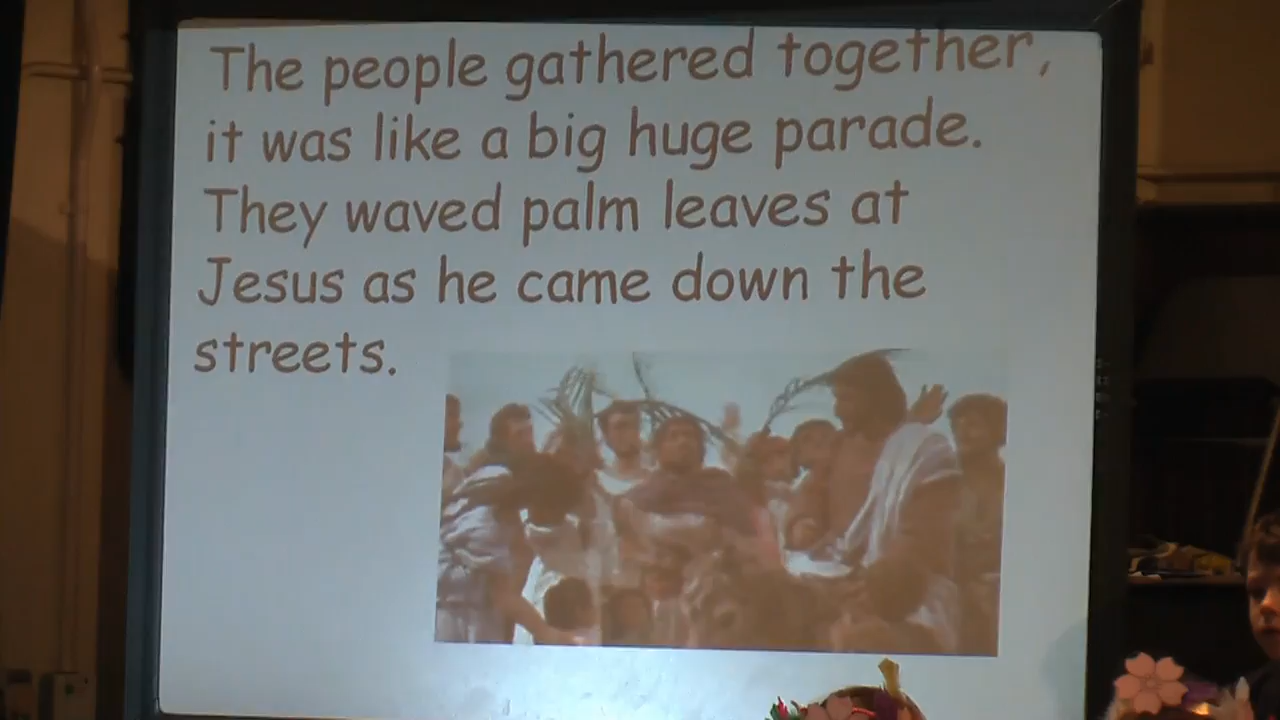 The people gathered together,
it was like a big huge parade.
They waved palm leaves at
Jesus as he came down the
streets.